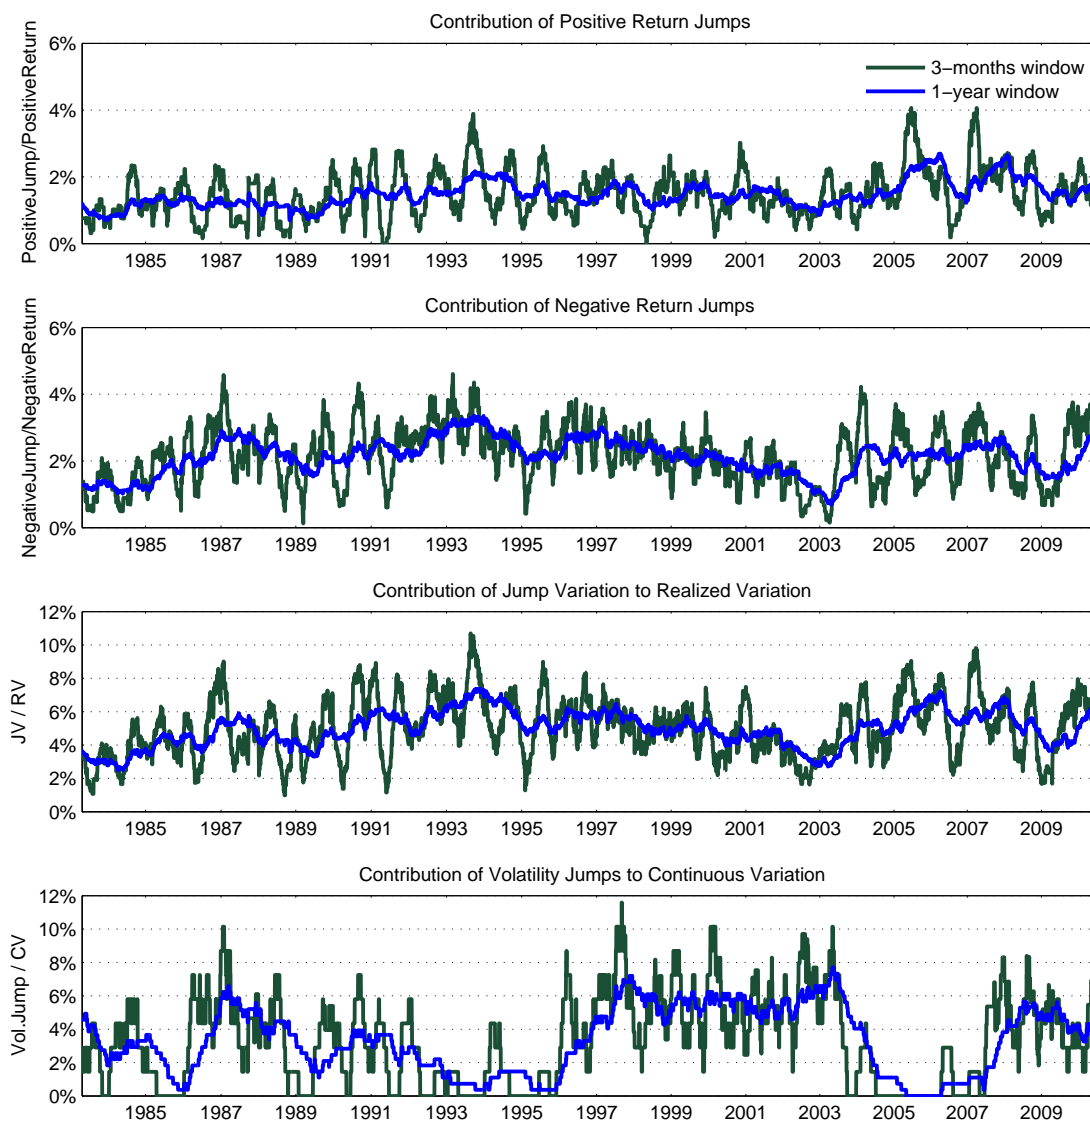 Contribution of Positive Return Jumps
PositiveJump/PositiveReturn
6%
4%
2%
0%
3−months window
1−year window
1985 1987 1989 1991 1993 1995 1997 1999 2001 2003 2005 2007 2009
Contribution of Negative Return Jumps
NegativeJump/NegativeReturn
6%
4%
2%
0%
1985 1987 1989 1991 1993 1995 1997 1999 2001 2003 2005 2007 2009
Contribution of Jump Variation to Realized Variation
JV / RV
12%
10%
8%
6%
4%
2%
0%
1985 1987 1989 1991 1993 1995 1997 1999 2001 2003 2005 2007 2009
Contribution of Volatility Jumps to Continuous Variation
Vol.Jump / CV
12%
10%
8%
6%
4%
2%
0%
1985 1987 1989 1991 1993 1995 1997 1999 2001 2003 2005 2007 2009